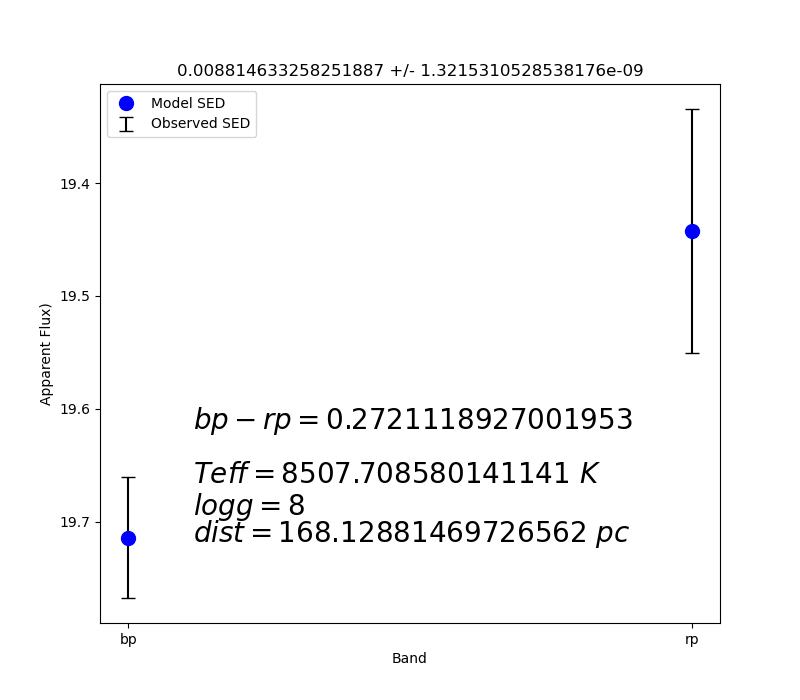 0.008814633258251887 +/- 1.3215310528538176e-09
Model SED
Observed SED
19.4
19.5
19.6
19.7
Apparent Flux)
bp − rp = 0.2721118927001953
Teff = 8507.708580141141 K
logg = 8
dist = 168.12881469726562 pc
bp
rp
Band